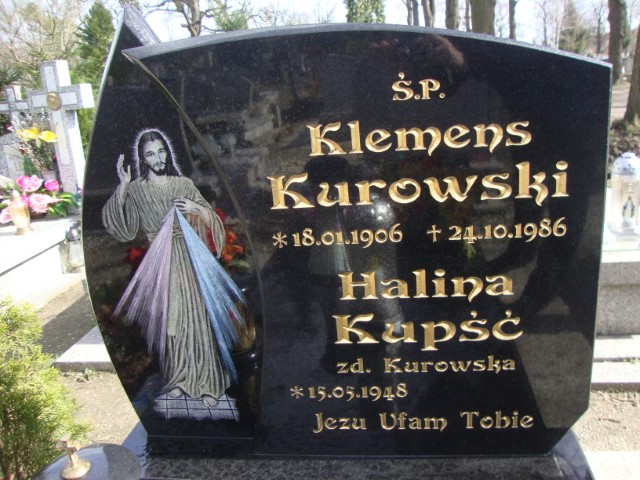 Ś.P.
Klemens
Kurowski
* 18.01.1906 † 24.10.1986
Halina
Kupść
zd. Kurowska
* 15.05.1948
Jezu Ufam Tobie